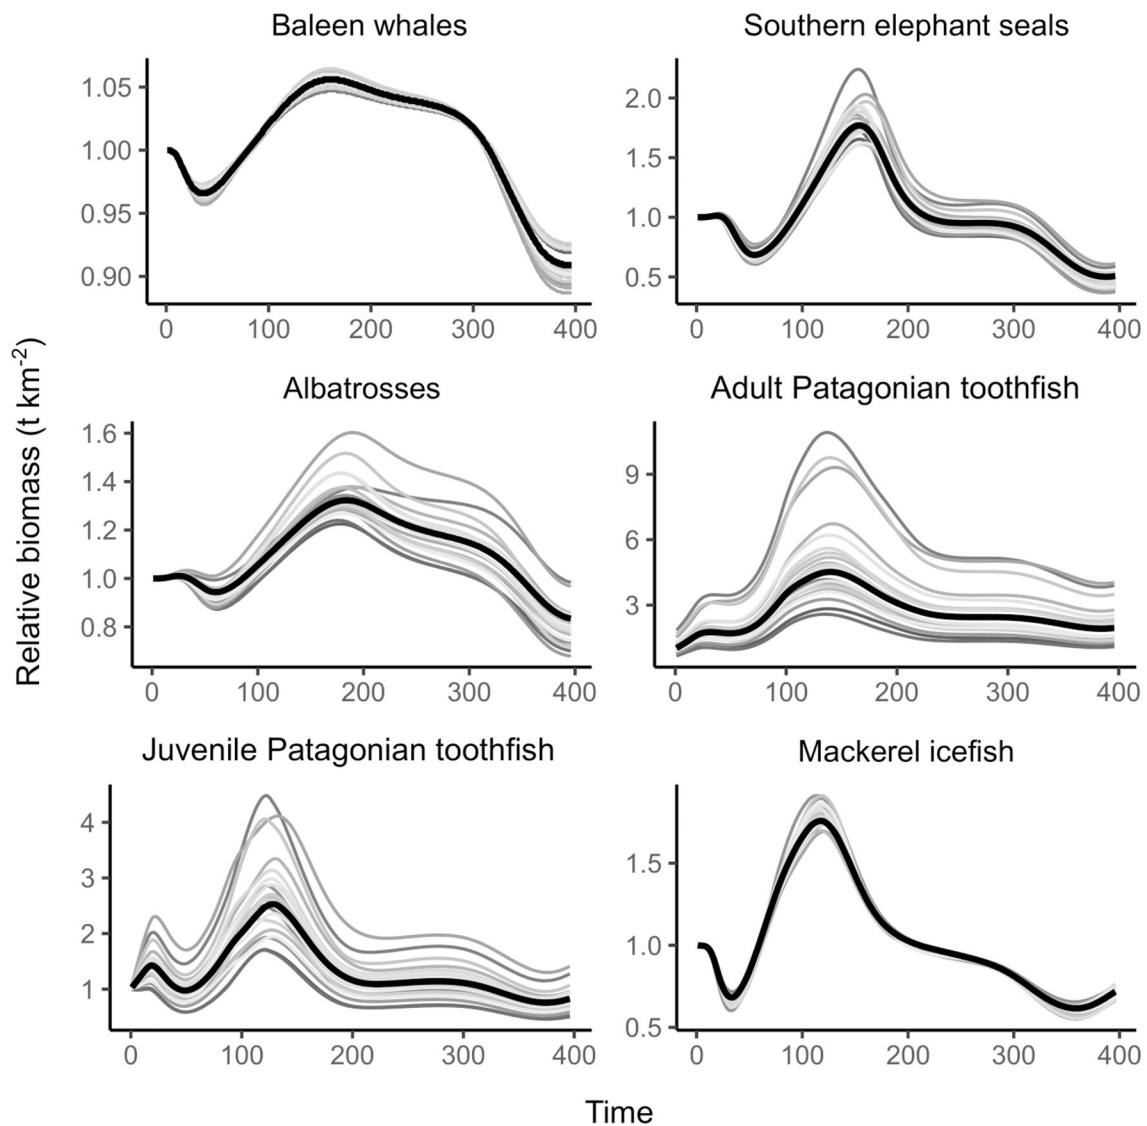 Baleen whales
Southern elephant seals
1.05
1.00
0.95
0.90
0 100 200 300 400
2.0
1.5
1.0
0.5
0 100 200 300 400
Relative biomass (t km-2)
Albatrosses
Adult Patagonian toothfish
1.6
1.4
1.2
1.0
0.8
0 100 200 300 400
9
6
3
0 100 200 300 400
Juvenile Patagonian toothfish
Mackerel icefish
4
3
2
1
0 100 200 300 400
1.5
1.0
0.5
0 100 200 300 400
Time